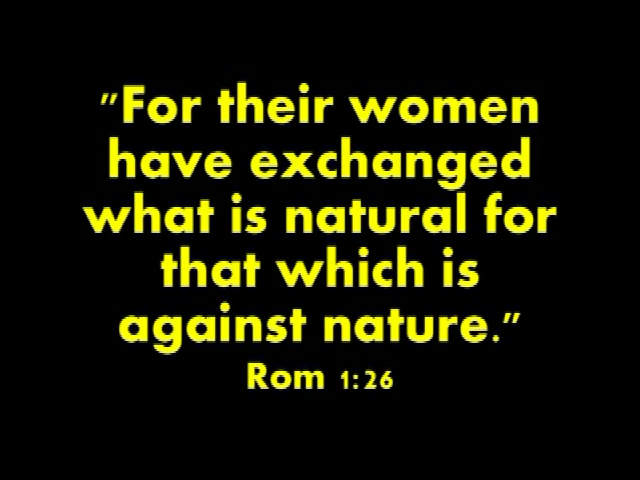 "For their women
have exchanged
what is natural for
that which is
against nature."
Rom 1:26